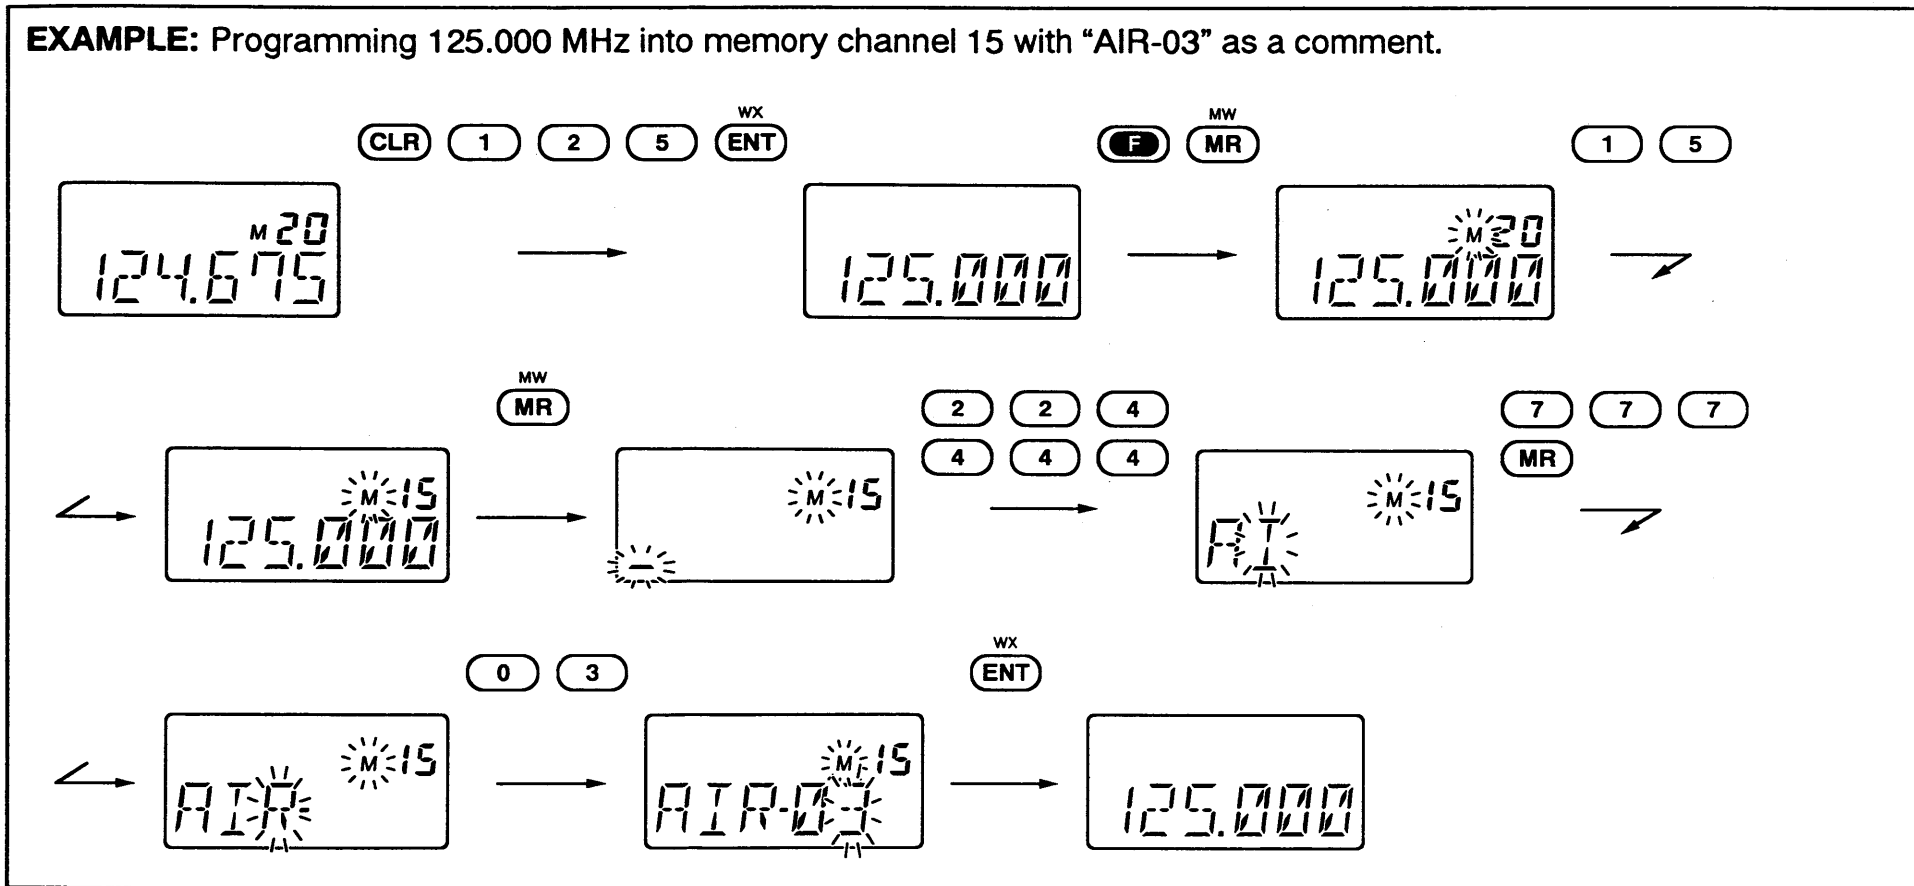 EXAMPLE: Programming 125.000 MHz into memory channel 15 with “AIR-03” as a comment.
WX MW
CLR 1 2 5 ENT F MR 1 5
M 20 M 20
124.675 125.000 125.000
MW
MR 2 2 4 7 7 7
4 4 4 MR
M 15 M 15 M 15
125.000 _ AI
WX
0 3 ENT
M 15 M 15
AIR AIR-03 125.000